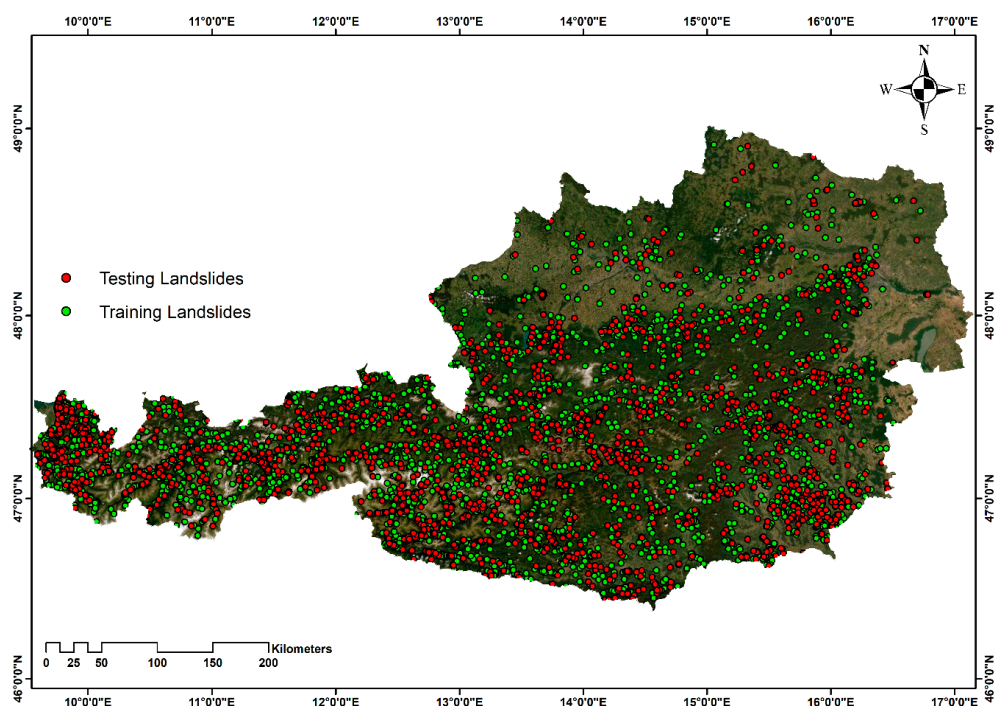 10°0'0"E 11°0'0"E 12°0'0"E 13°0'0"E 14°0'0"E 15°0'0"E 16°0'0"E 17°0'0"E
N
W E
S
49°0'0"N 49°0'0"N
Testing Landslides
Training Landslides
48°0'0"N 48°0'0"N
47°0'0"N 47°0'0"N
Kilometers
0 25 50 100 150 200
46°0'0"N 46°0'0"N
10°0'0"E 11°0'0"E 12°0'0"E 13°0'0"E 14°0'0"E 15°0'0"E 16°0'0"E 17°0'0"E